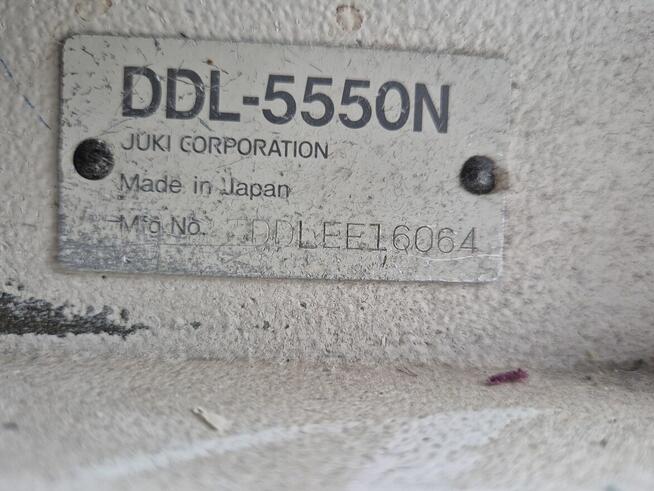 DDL-5550N
JUKI CORPORATION
Made in Japan
Mfg No. DDLEE16064